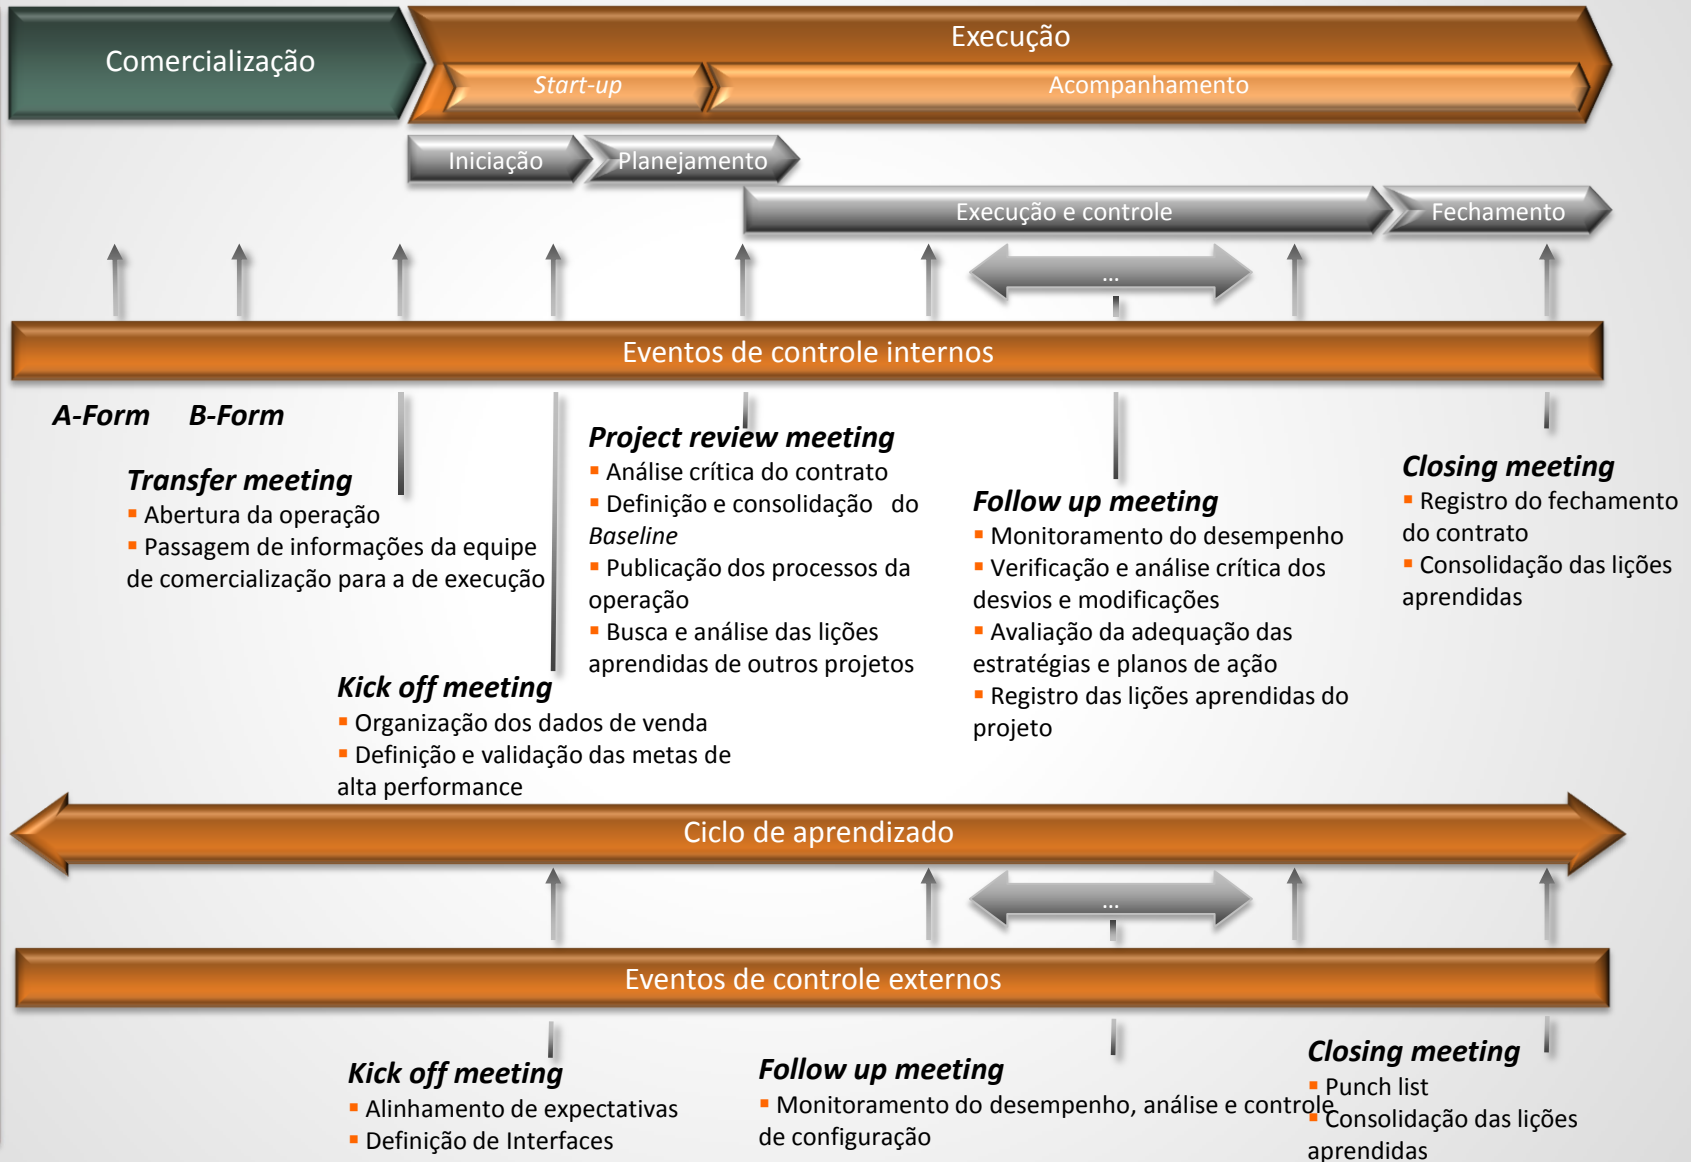 Comercialização
Execução
Start-up
Acompanhamento
Iniciação
Planejamento
Execução e controle
Fechamento
...
Eventos de controle internos
A-Form
B-Form
Transfer meeting
▪ Abertura da operação
▪ Passagem de informações da equipe
de comercialização para a de execução
Kick off meeting
▪ Organização dos dados de venda
▪ Definição e validação das metas de
alta performance
Project review meeting
▪ Análise crítica do contrato
▪ Definição e consolidação do
Baseline
▪ Publicação dos processos da
operação
▪ Busca e análise das lições
aprendidas de outros projetos
Follow up meeting
▪ Monitoramento do desempenho
▪ Verificação e análise crítica dos
desvios e modificações
▪ Avaliação da adequação das
estratégias e planos de ação
▪ Registro das lições aprendidas do
projeto
Closing meeting
▪ Registro do fechamento
do contrato
▪ Consolidação das lições
aprendidas
Ciclo de aprendizado
...
Eventos de controle externos
Kick off meeting
▪ Alinhamento de expectativas
▪ Definição de Interfaces
Follow up meeting
▪ Monitoramento do desempenho, análise e controle
de configuração
Closing meeting
▪ Punch list
▪ Consolidação das lições
aprendidas